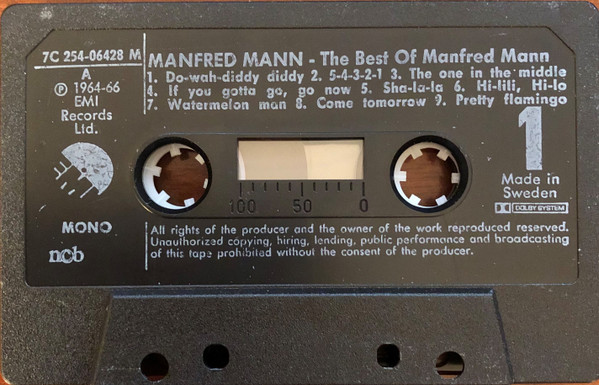 7C 254-06428 M
A
℗ 1964-66
EMI
Records
Ltd.
MONO
ncb
MANFRED MANN - The Best Of Manfred Mann
1. Do-wah-diddy diddy 2. 5-4-3-2-1 3. The one in the middle
4. If you gotta go, go now 5. Sha-la-la 6. Hi-lili, Hi-lo
7. Watermelon man 8. Come tomorrow 9. Pretty flamingo
1
Made in
Sweden
DOLBY SYSTEM
100 50 0
All rights of the producer and the owner of the work reproduced reserved.
Unauthorized copying, hiring, lending, public performance and broadcasting
of this tape prohibited without the consent of the producer.